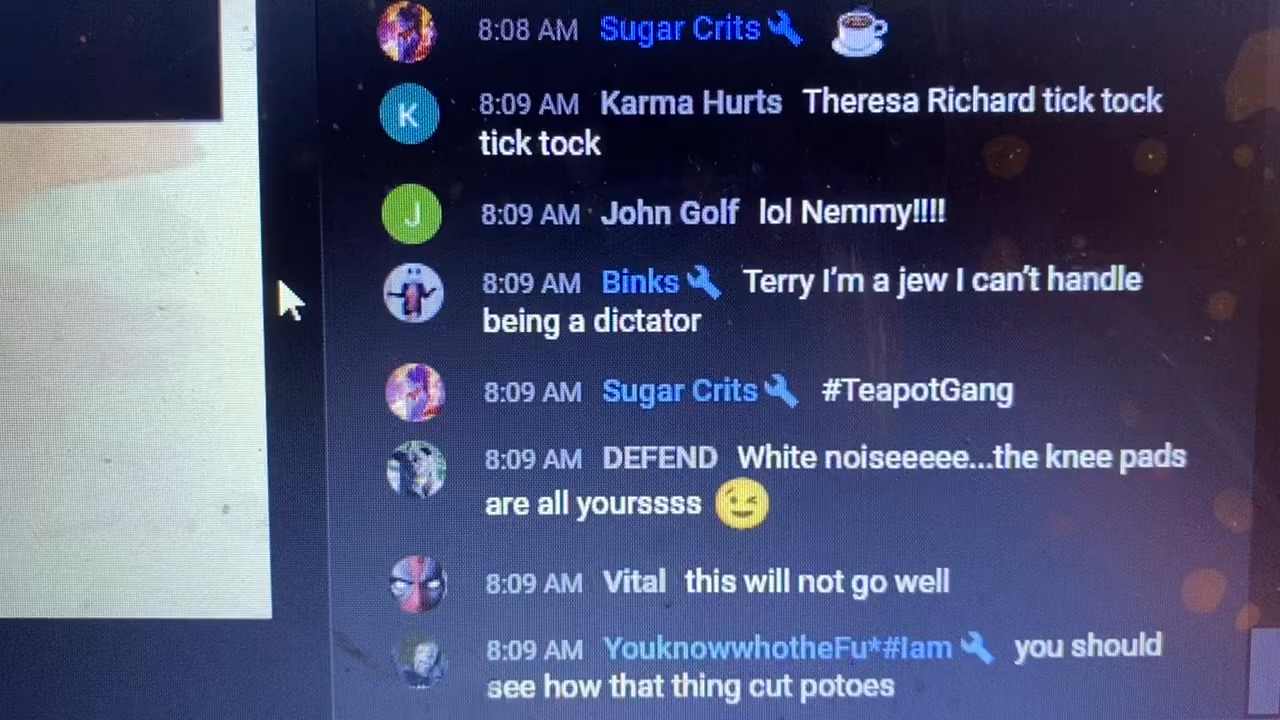 8:08 AM Sugar Crits
8:09 AM Karma Hurts Theresa Richard tick tock
tick tock
8:09 AM John Golf lol Nemmy!!!!
8:09 AM Binks Terry I'm a jew I can't handle
being a dictator
8:09 AM Sugar Crits #TeapotGang
8:09 AM DEFEND White noiseeeee...the knee pads
are all yourssss
8:09 AM Vital this will not go well
8:09 AM YouknowwhotheFu*#Iam you should
see how that thing cut potoes